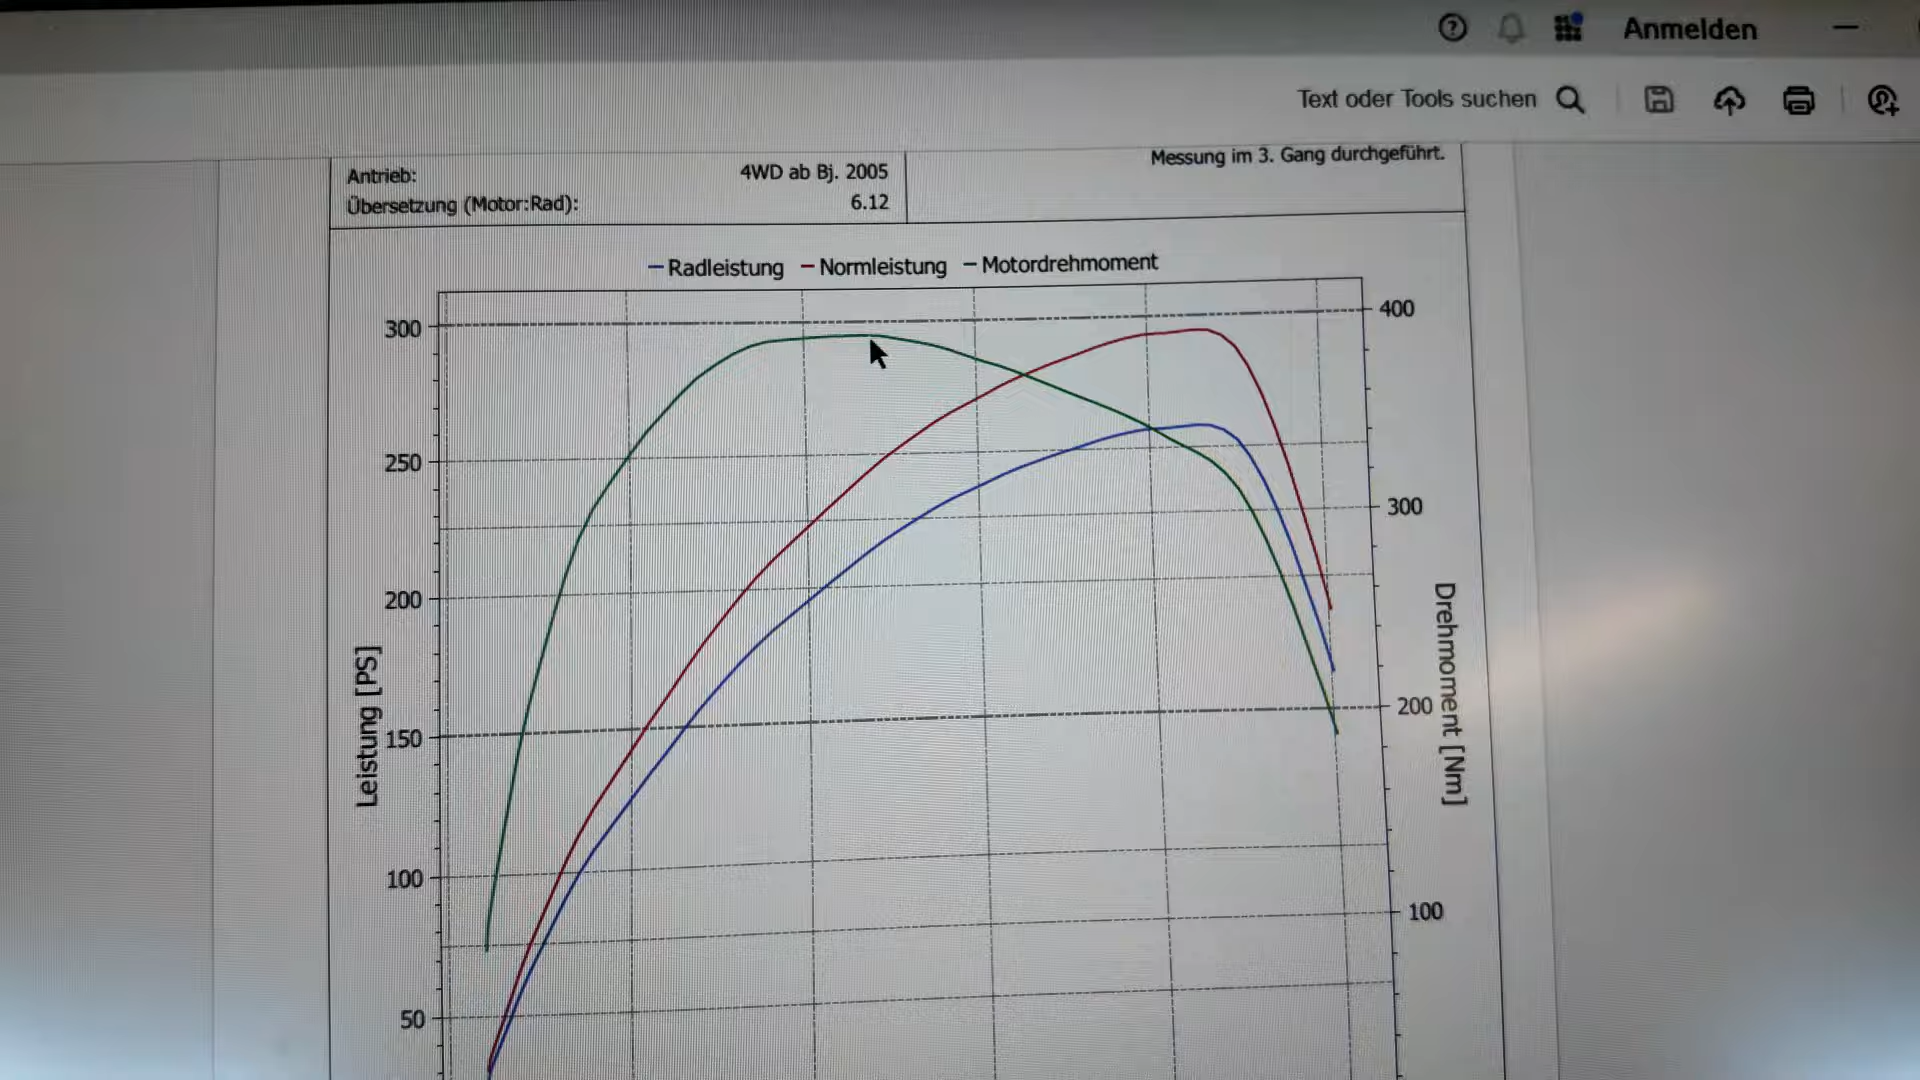 Anmelden
Text oder Tools suchen
Antrieb: 4WD ab Bj. 2005
Übersetzung (Motor:Rad): 6.12
Messung im 3. Gang durchgeführt.
Radleistung Normleistung Motordrehmoment
300
250
200
150
100
50
Leistung [PS]
400
300
200
100
Drehmoment [Nm]